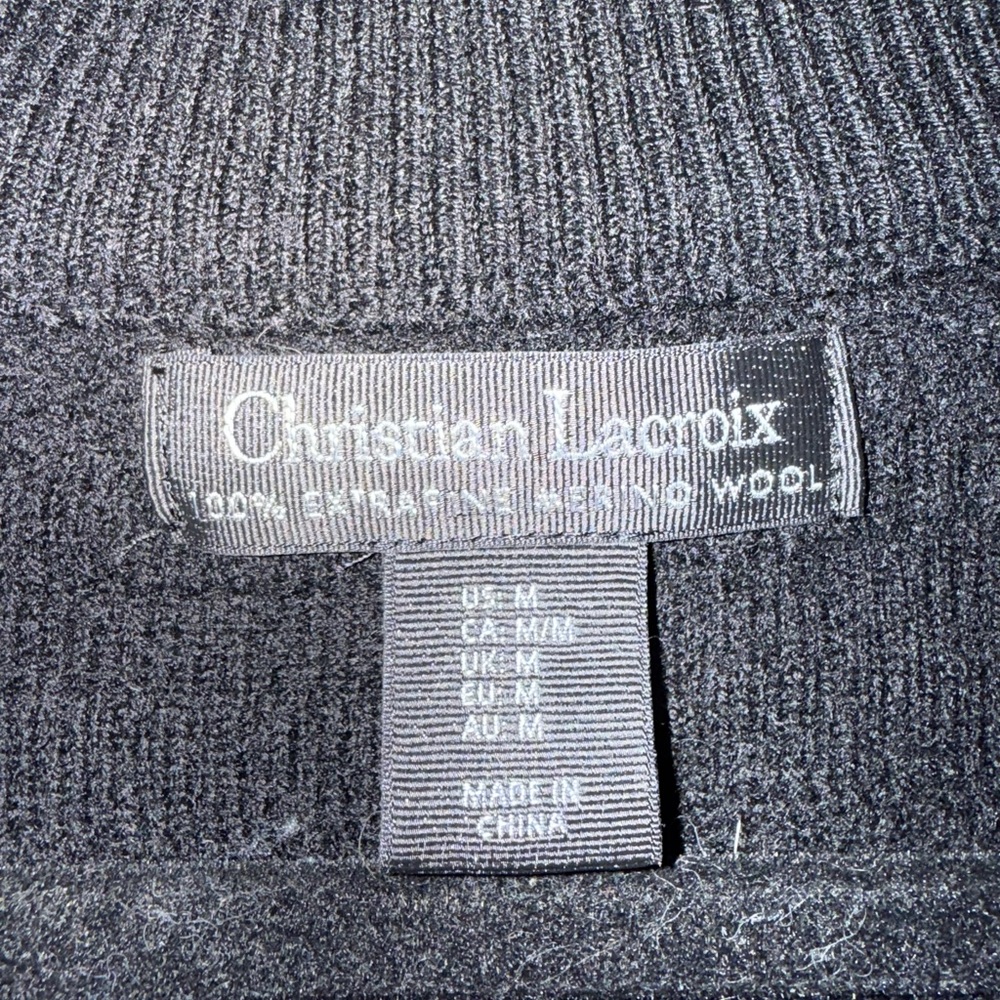 Christian Lacroix
100% EXTRAFINE MERINO WOOL
US: M
CA: M/M
UK: M
EU: M
AU: M
MADE IN
CHINA